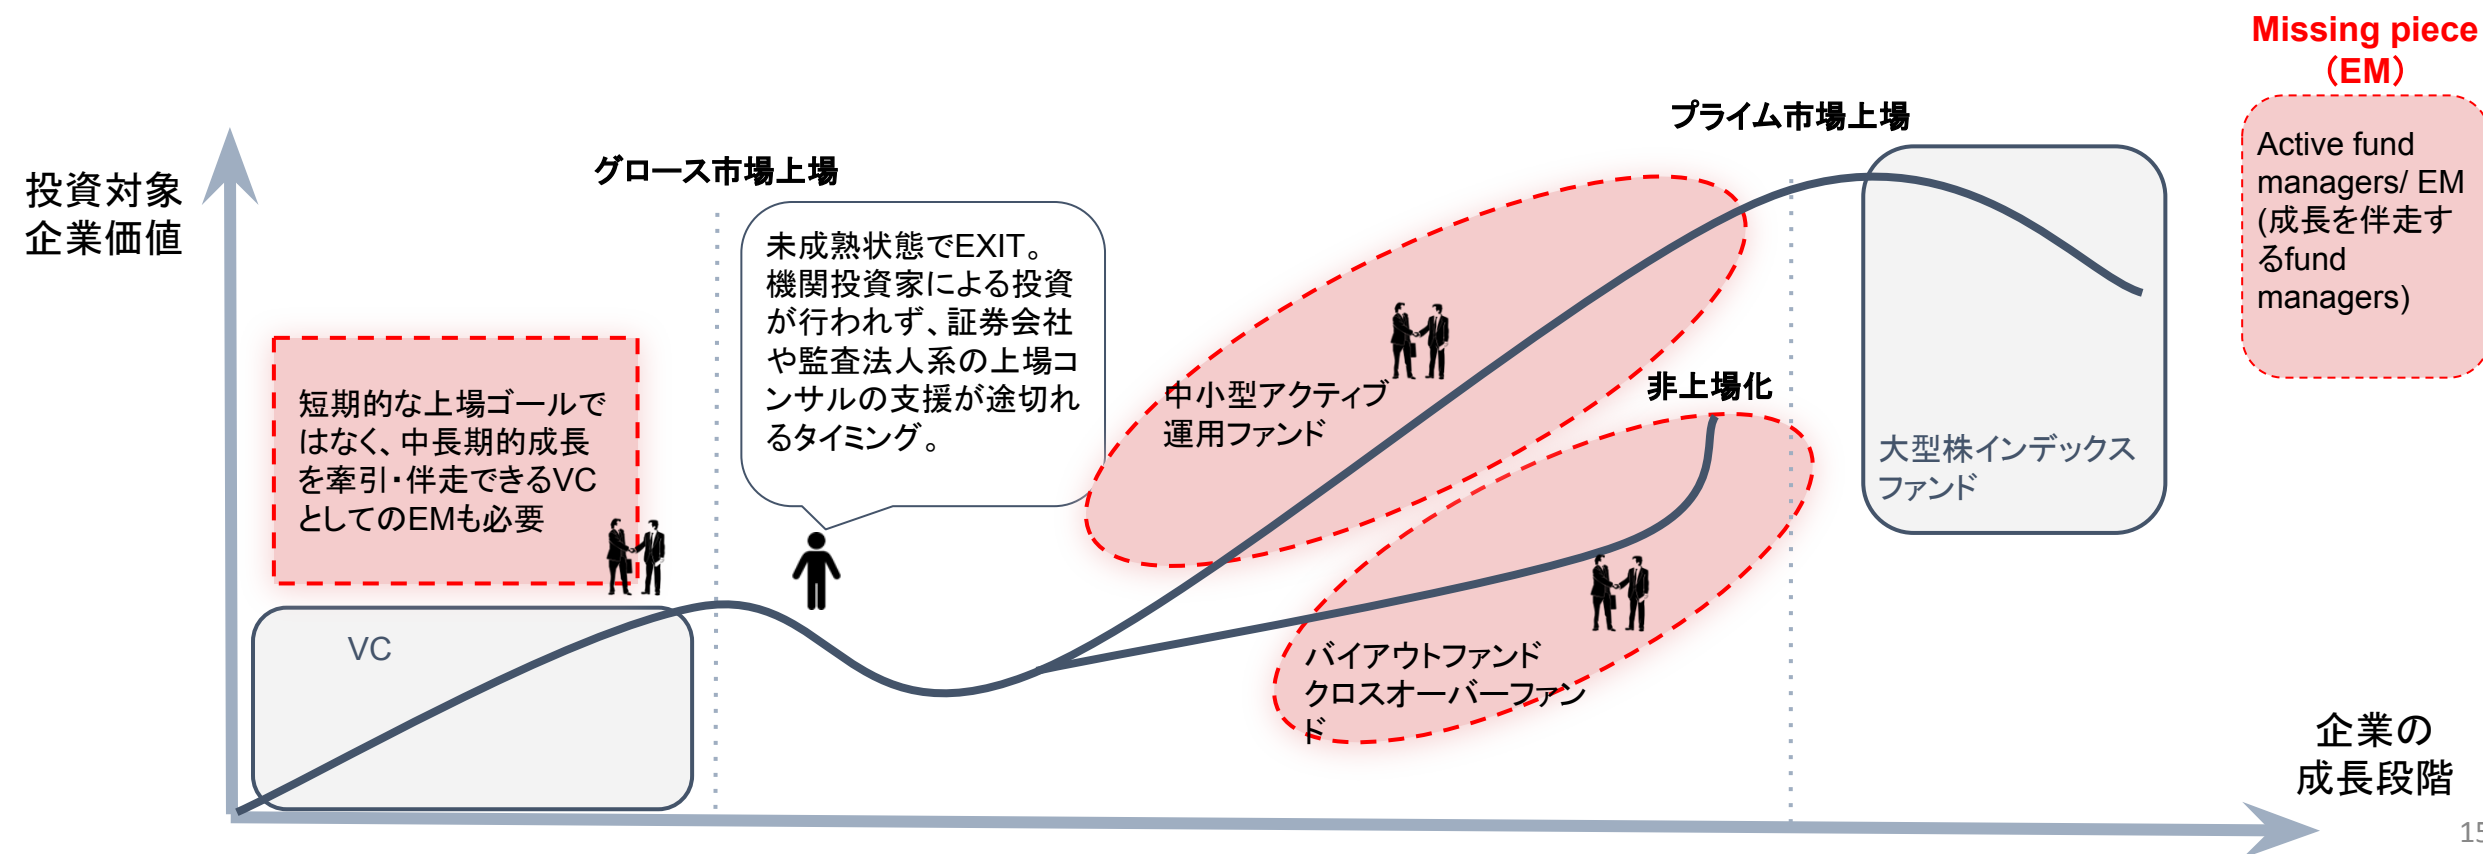 Missing piece
（EM）
Active fund
managers/ EM
(成長を伴走す
るfund
managers)
プライム市場上場
グロース市場上場
投資対象
企業価値
未成熟状態でEXIT。
機関投資家による投資
が行われず、証券会社
や監査法人系の上場コ
ンサルの支援が途切れ
るタイミング。
短期的な上場ゴールで
はなく、中長期的成長
を牽引・伴走できるVC
としてのEMも必要
中小型アクティブ
運用ファンド
非上場化
大型株インデックス
ファンド
VC
バイアウトファンド
クロスオーバーファン
ド
企業の
成長段階
15